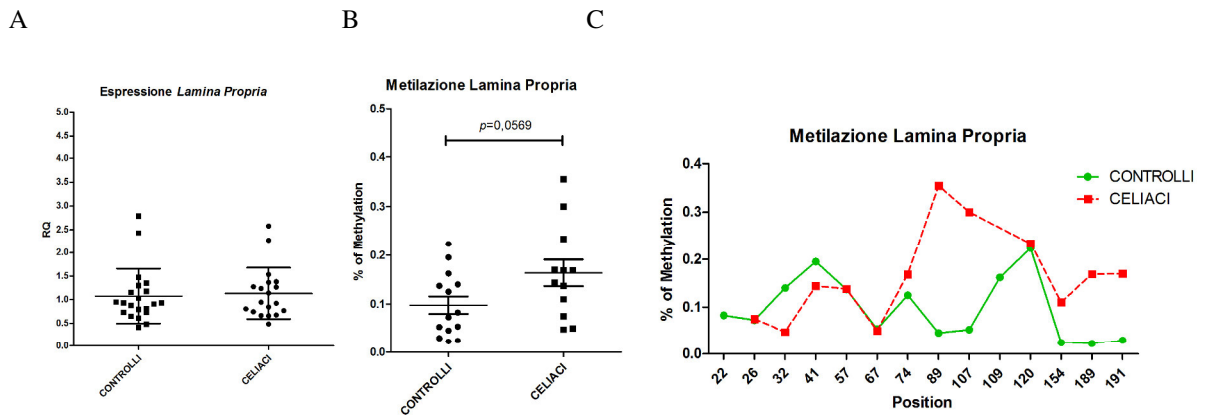 A
B
C
Espressione Lamina Propria
5.0
4.5
4.0
3.5
3.0
2.5
2.0
1.5
1.0
0.5
0.0
RQ
CONTROLLI
CELIACI
Metilazione Lamina Propria
0.5
0.4
0.3
0.2
0.1
0.0
% of Methylation
p=0,0569
CONTROLLI
CELIACI
Metilazione Lamina Propria
0.4
0.3
0.2
0.1
0.0
% of Methylation
CONTROLLI
CELIACI
22
26
32
41
57
67
74
89
107
109
120
154
189
191
Position